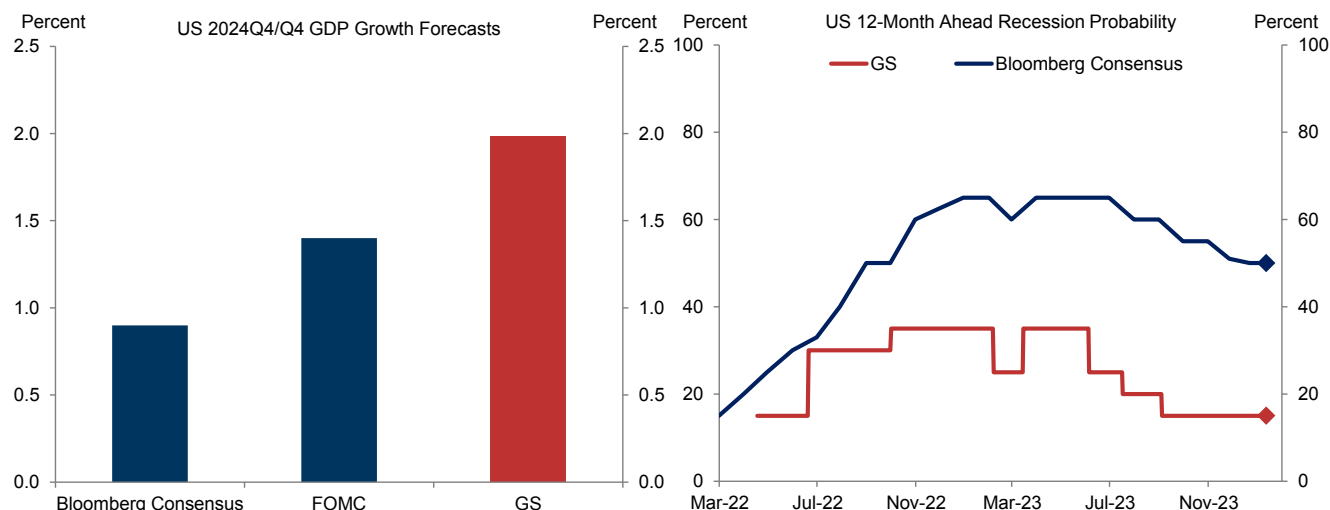 Percent US 2024Q4/Q4 GDP Growth Forecasts Percent
2.5 2.5
2.0 2.0
1.5 1.5
1.0 1.0
0.5 0.5
0.0 0.0
Bloomberg Consensus FOMC GS
Percent US 12-Month Ahead Recession Probability Percent
GS Bloomberg Consensus
100 100
80 80
60 60
40 40
20 20
0 0
Mar-22 Jul-22 Nov-22 Mar-23 Jul-23 Nov-23